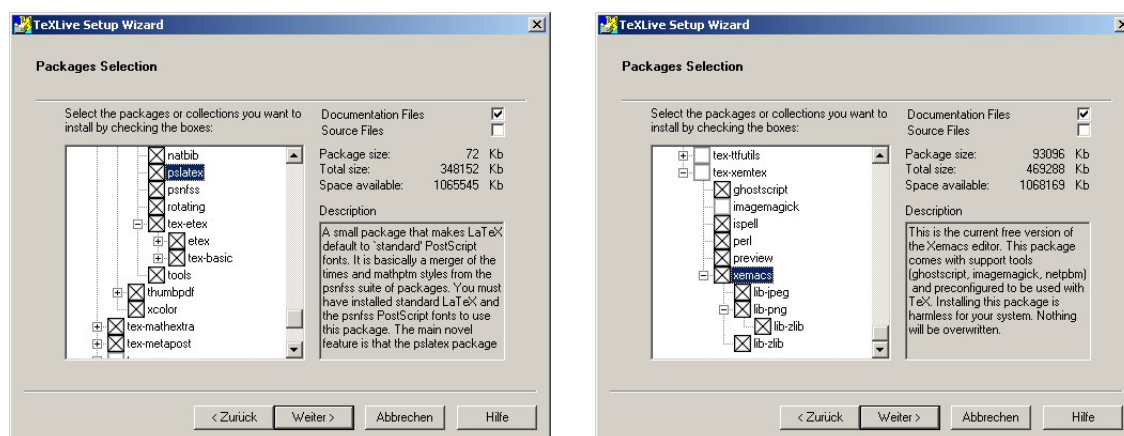 TeXLive Setup Wizard
Packages Selection
Select the packages or collections you want to
install by checking the boxes:
natbib
pslatex
psnfss
rotating
tex-etex
etex
tex-basic
tools
thumbpdf
xcolor
tex-mathextra
tex-metapost
Documentation Files
Source Files
Package size: 72 Kb
Total size: 348152 Kb
Space available: 1065545 Kb
Description
A small package that makes LaTeX
default to `standard' PostScript
fonts. It is basically a merger of the
times and mathptm styles from the
psnfss suite of packages. You must
have installed standard LaTeX and
the psnfss PostScript fonts to use
this package. The main novel
feature is that the pslatex package
< Zurück
Weiter >
Abbrechen
Hilfe
TeXLive Setup Wizard
Packages Selection
Select the packages or collections you want to
install by checking the boxes:
tex-ttfutils
tex-xemtex
ghostscript
imagemagick
ispell
perl
preview
xemacs
lib-jpeg
lib-png
lib-zlib
lib-zlib
Documentation Files
Source Files
Package size: 93096 Kb
Total size: 469288 Kb
Space available: 1068169 Kb
Description
This is the current free version of
the Xemacs editor. This package
comes with support tools
(ghostscript, imagemagick, netpbm)
and preconfigured to be used with
TeX. Installing this package is
harmless for your system. Nothing
will be overwritten.
< Zurück
Weiter >
Abbrechen
Hilfe